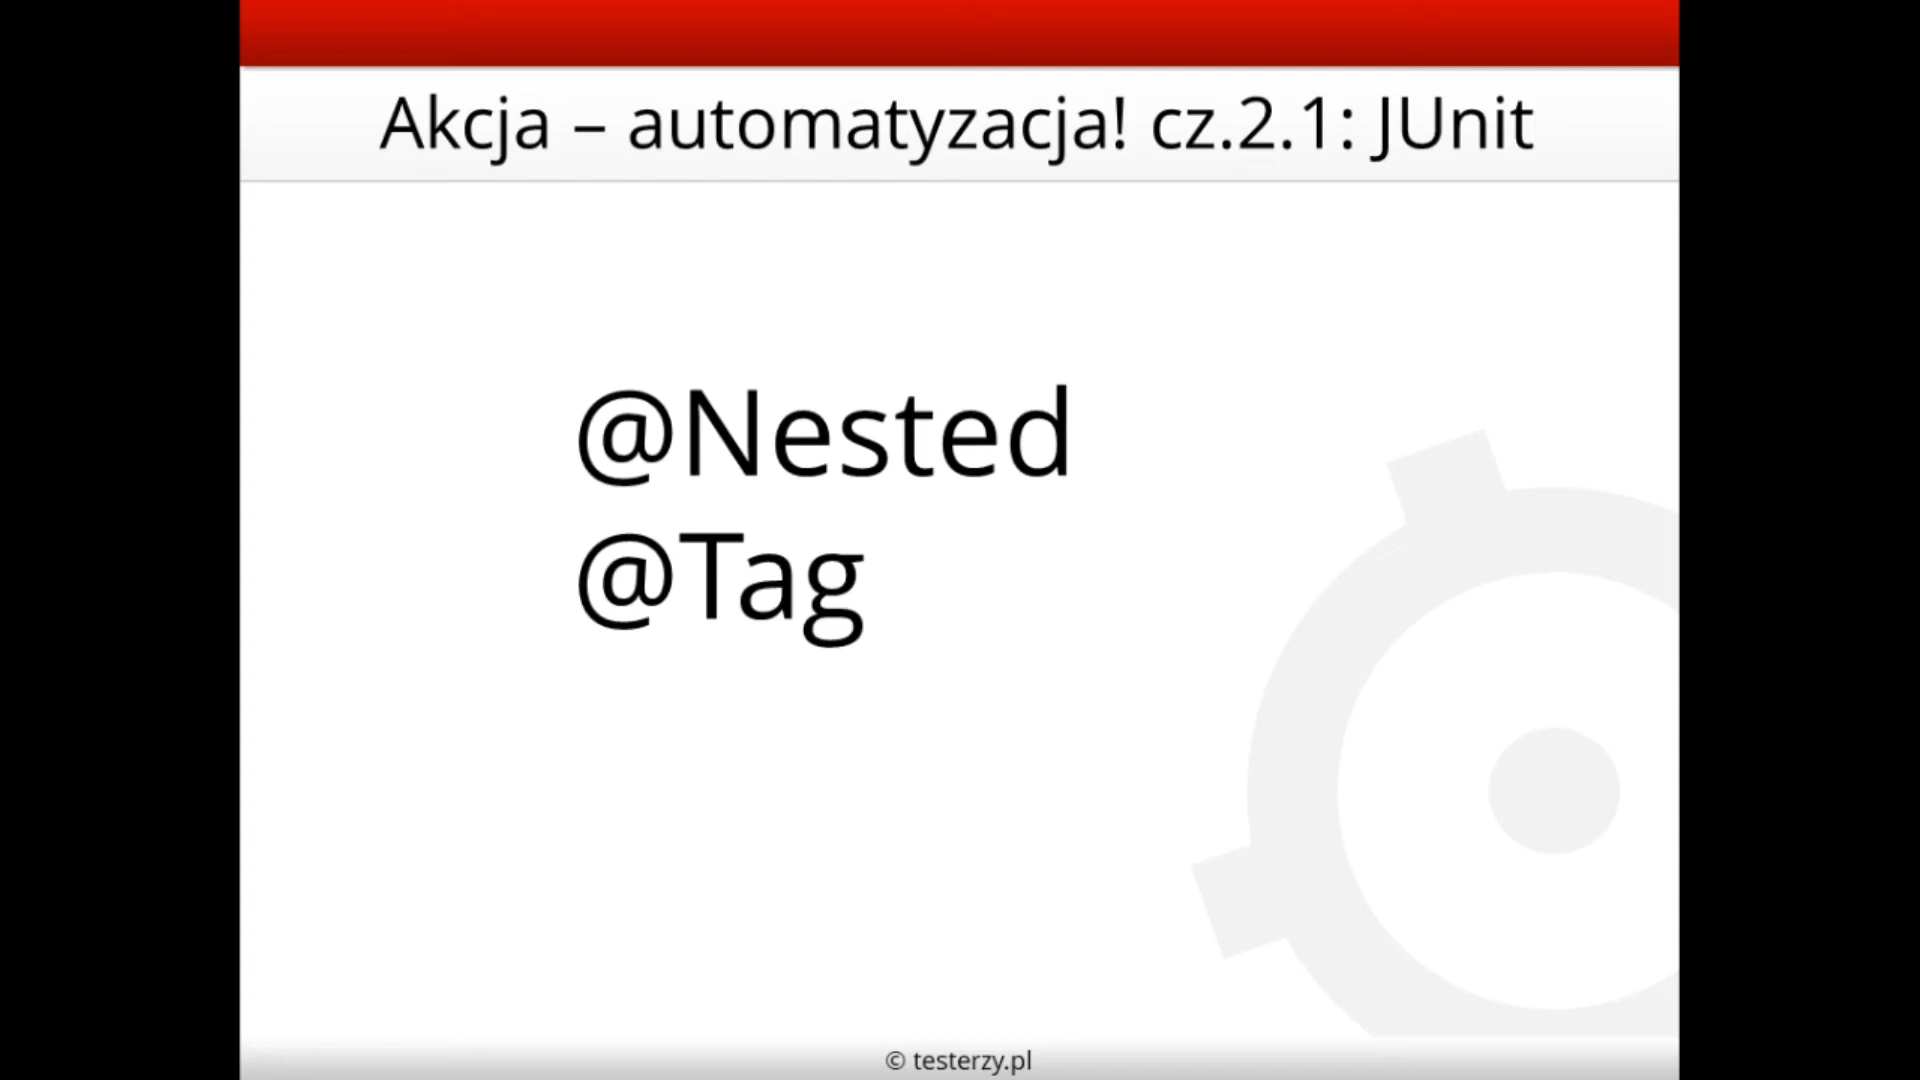 Akcja – automatyzacja! cz.2.1: JUnit
@Nested
@Tag
© testerzy.pl